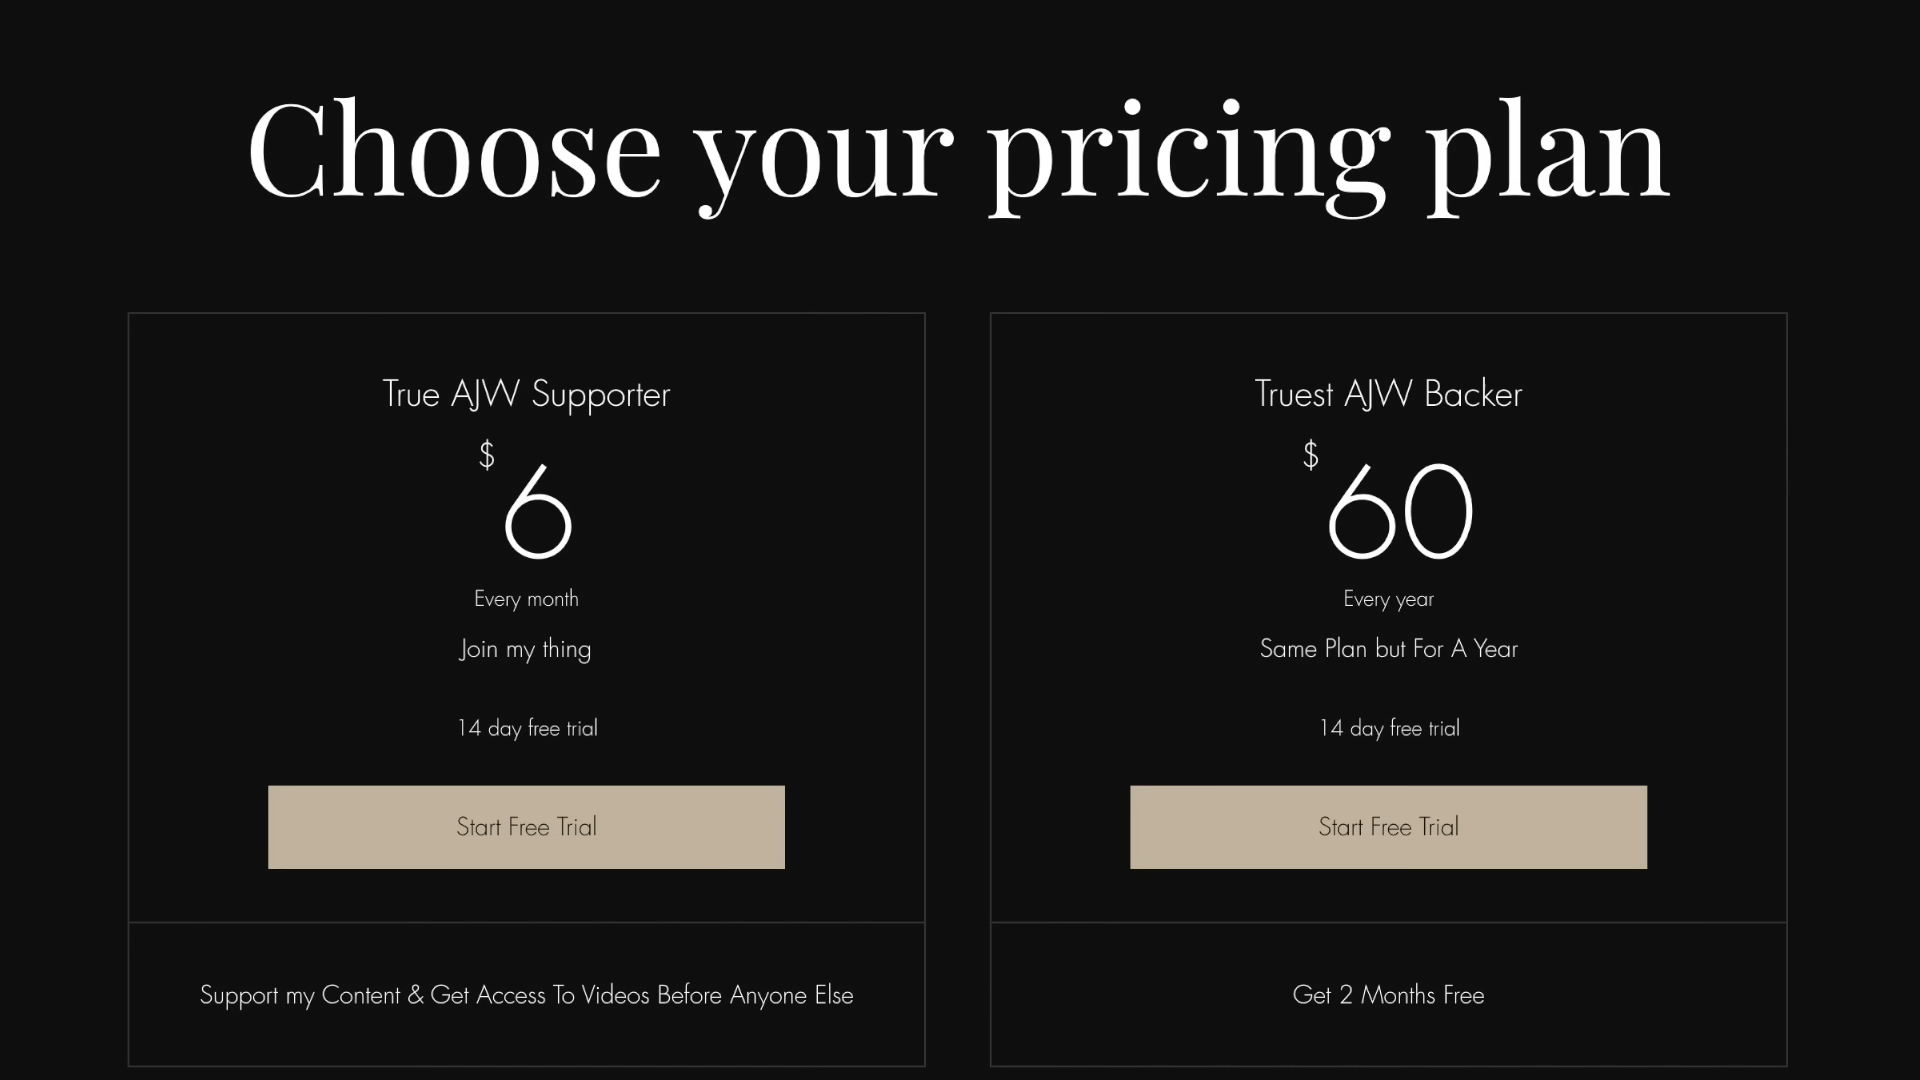 Choose your pricing plan
True AJW Supporter
$6
Every month
Join my thing
14 day free trial
Start Free Trial
Support my Content & Get Access To Videos Before Anyone Else
Truest AJW Backer
$60
Every year
Same Plan but For A Year
14 day free trial
Start Free Trial
Get 2 Months Free